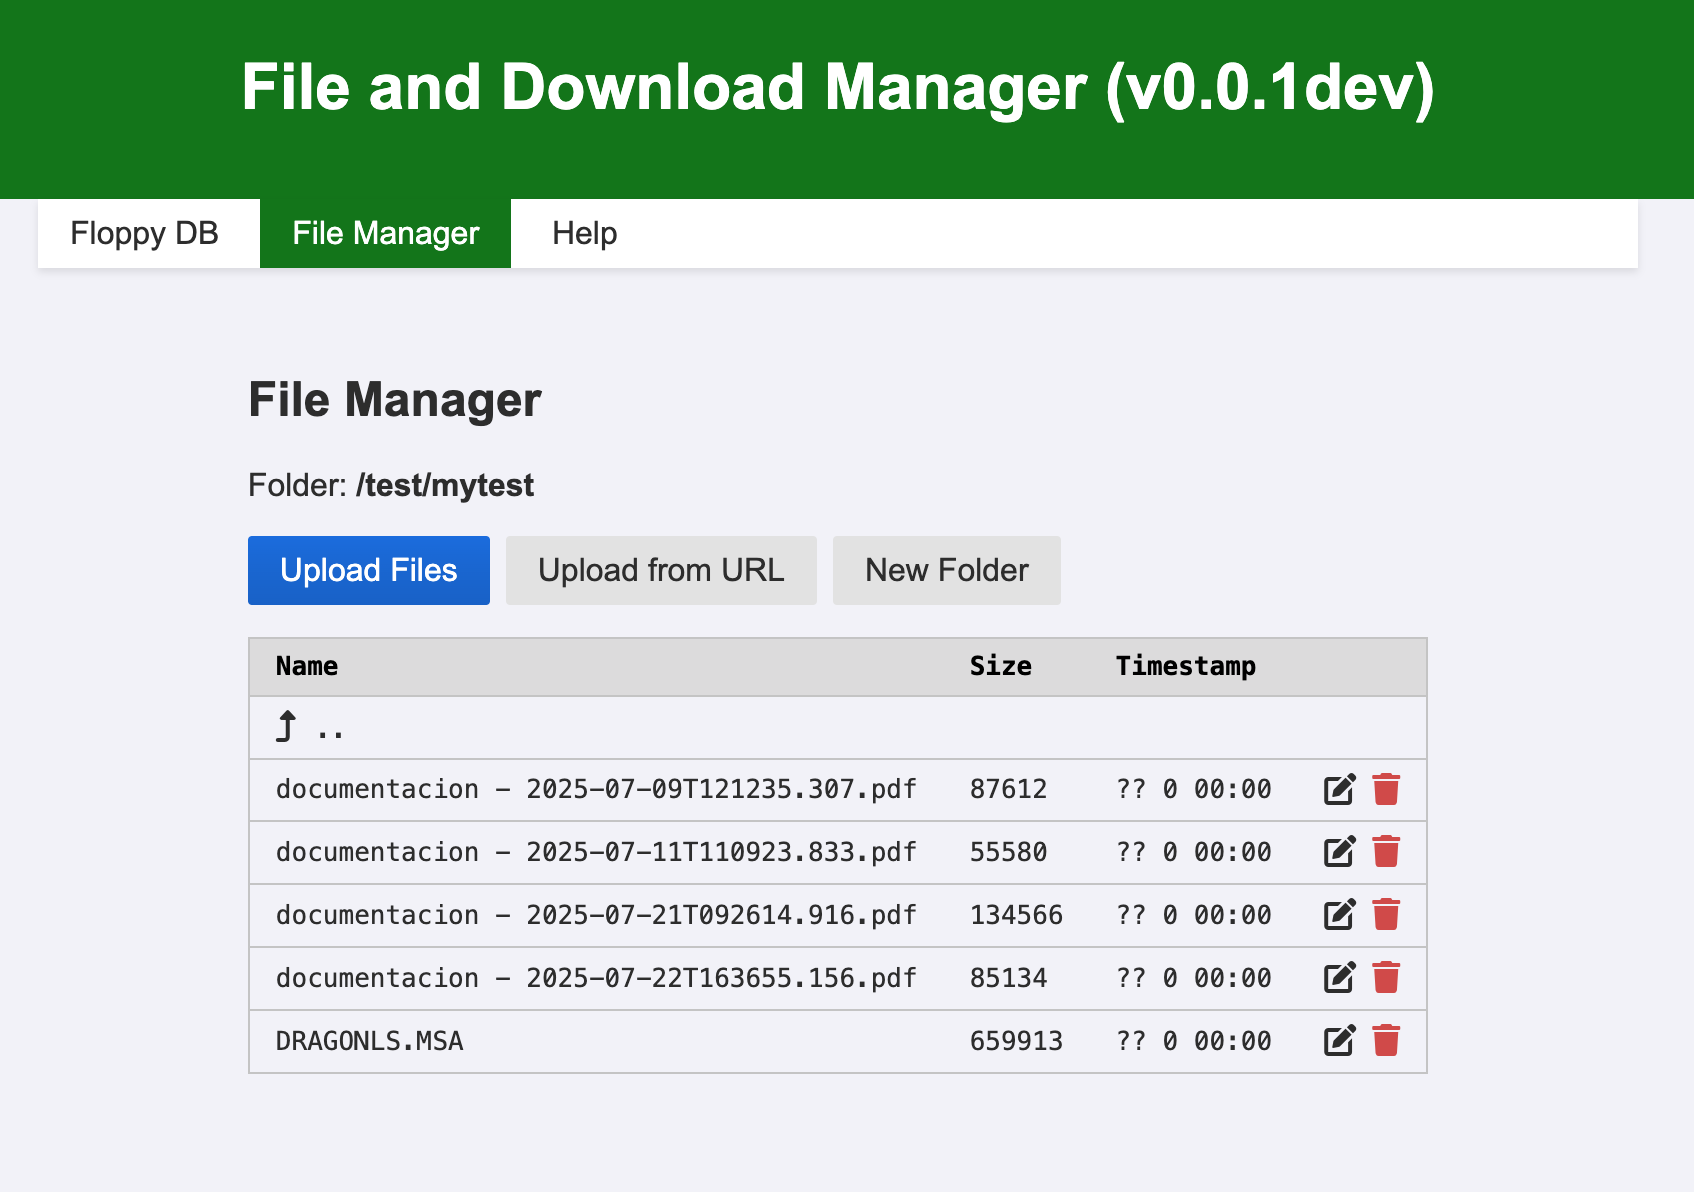 File and Download Manager (v0.0.1dev)
Floppy DB File Manager Help
File Manager
Folder: /test/mytest
Upload Files Upload from URL New Folder
Name Size Timestamp
..
documentacion - 2025-07-09T121235.307.pdf 87612 ?? 0 00:00
documentacion - 2025-07-11T110923.833.pdf 55580 ?? 0 00:00
documentacion - 2025-07-21T092614.916.pdf 134566 ?? 0 00:00
documentacion - 2025-07-22T163655.156.pdf 85134 ?? 0 00:00
DRAGONLS.MSA 659913 ?? 0 00:00